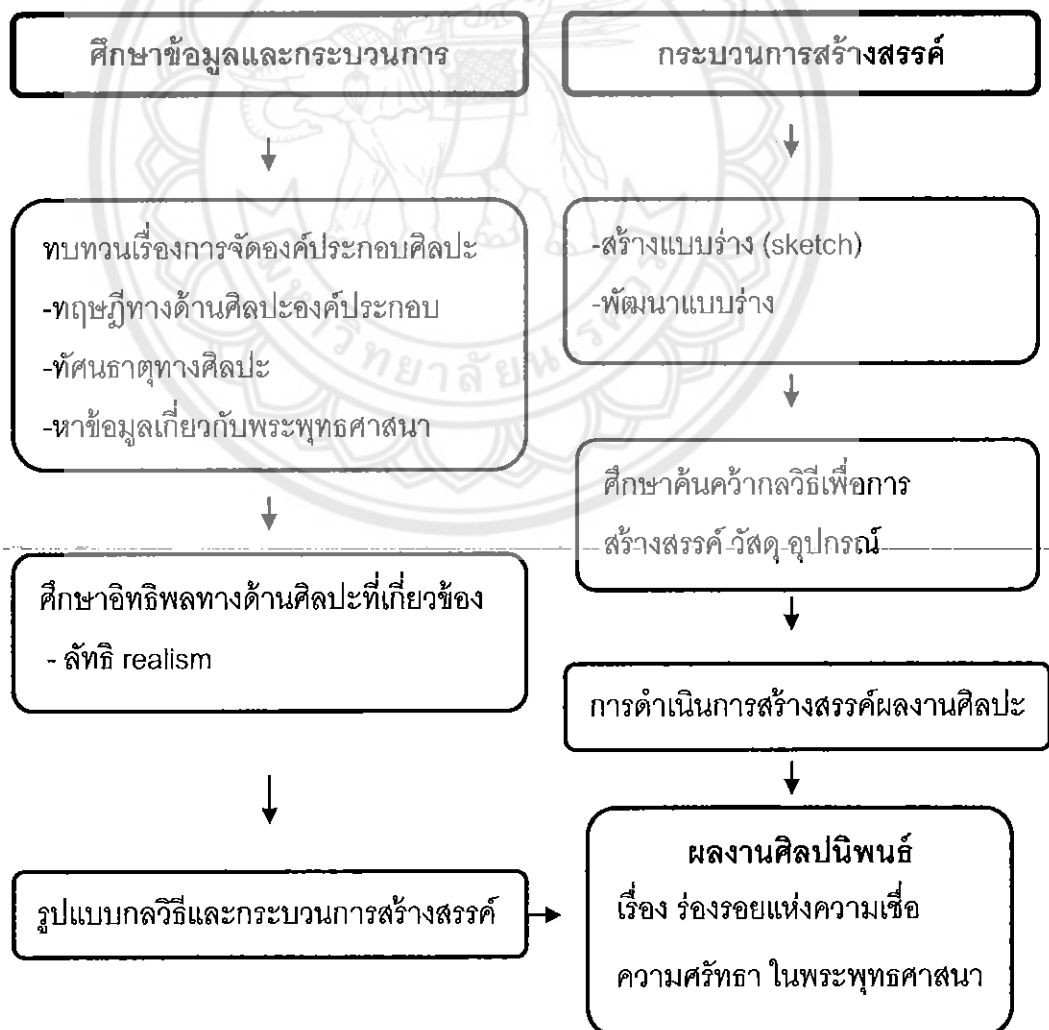 ศึกษาข้อมูลและกระบวนการ
ทบทวนเรื่องการจัดองค์ประกอบศิลปะ
-ทฤษฎีทางด้านศิลปะองค์ประกอบ
-ทัศนธาตุทางศิลปะ
-หาข้อมูลเกี่ยวกับพระพุทธศาสนา
ศึกษาอิทธิพลทางด้านศิลปะที่เกี่ยวข้อง
- ลัทธิ realism
รูปแบบกลวิธีและกระบวนการสร้างสรรค์
กระบวนการสร้างสรรค์
-สร้างแบบร่าง (sketch)
-พัฒนาแบบร่าง
ศึกษาค้นคว้ากลวิธีเพื่อการ
สร้างสรรค์ วัสดุ อุปกรณ์
การดำเนินการสร้างสรรค์ผลงานศิลปะ
ผลงานศิลปนิพนธ์
เรื่อง ร่องรอยแห่งความเชื่อ
ความศรัทธา ในพระพุทธศาสนา
มหาวิทยาลัยนเรศวร